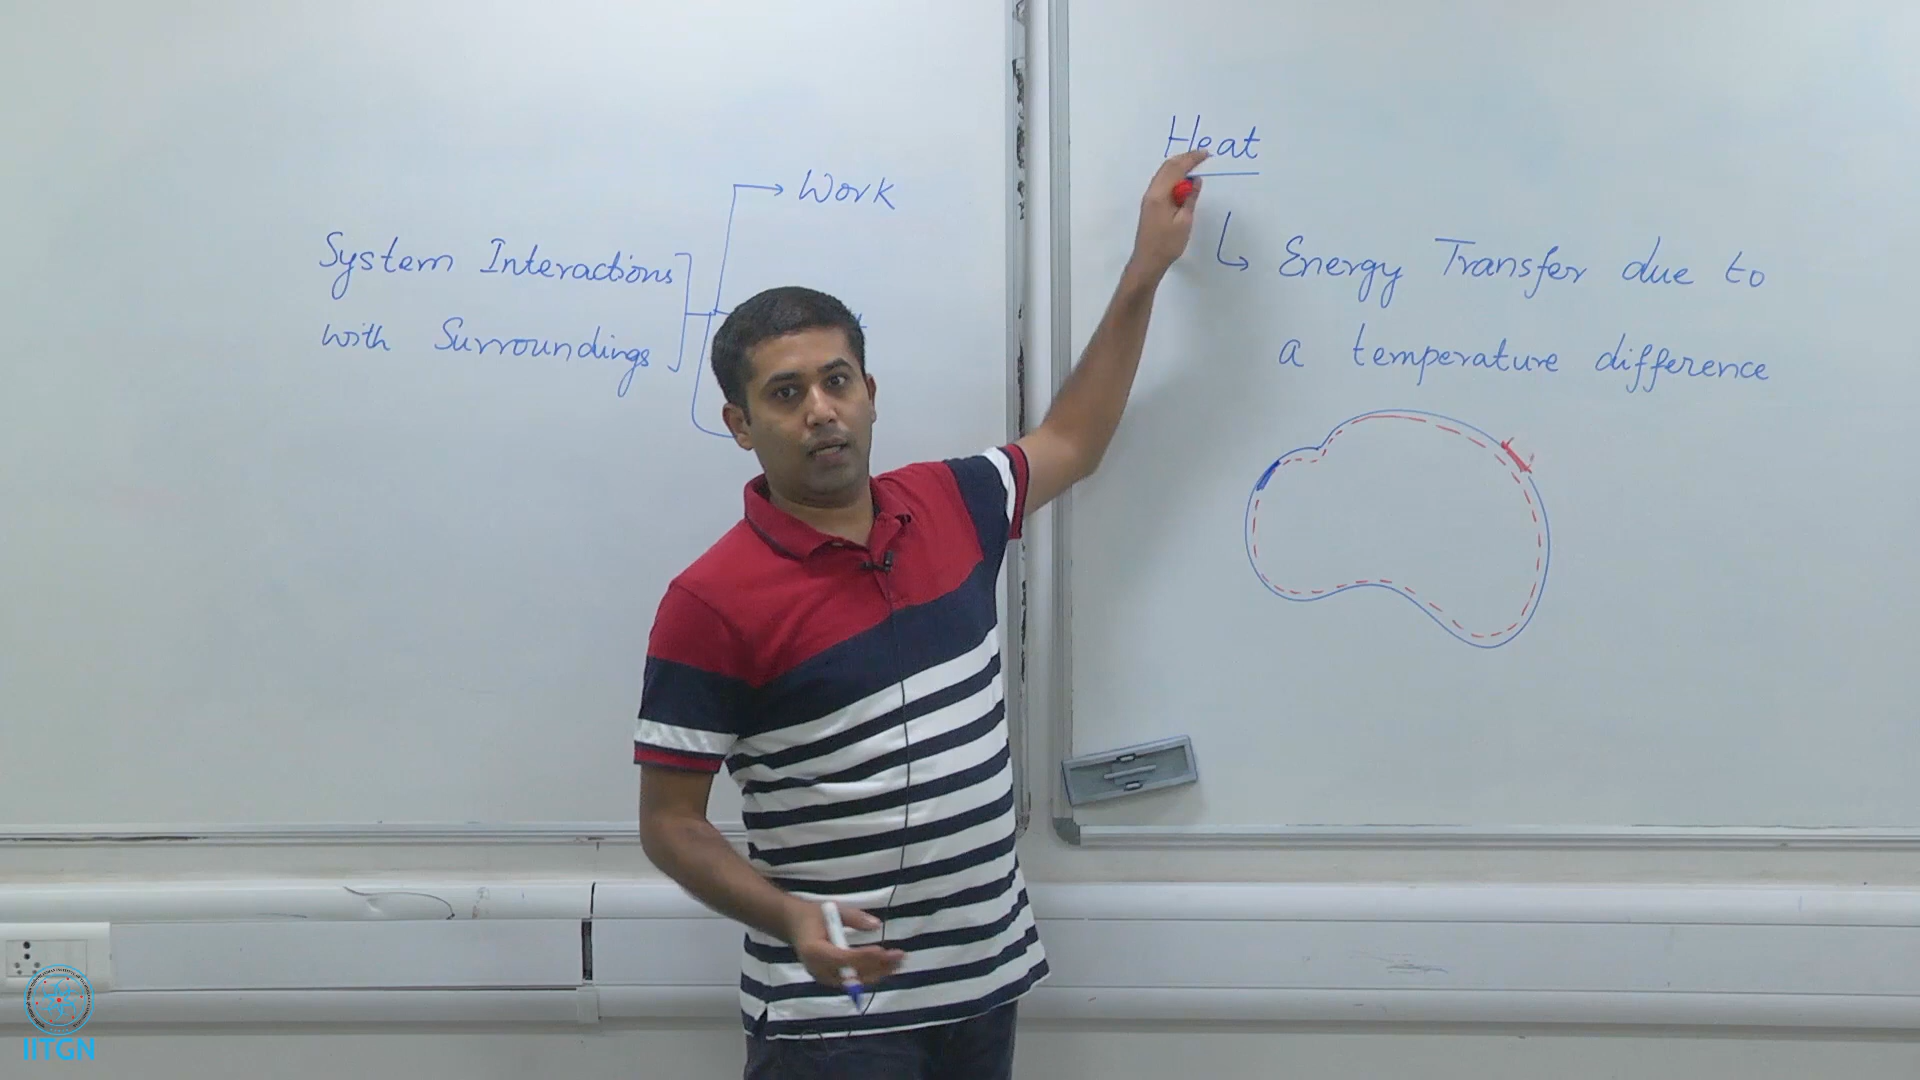 Work
System Interactions
with Surroundings
Heat
Energy Transfer due to
a temperature difference
IITGN